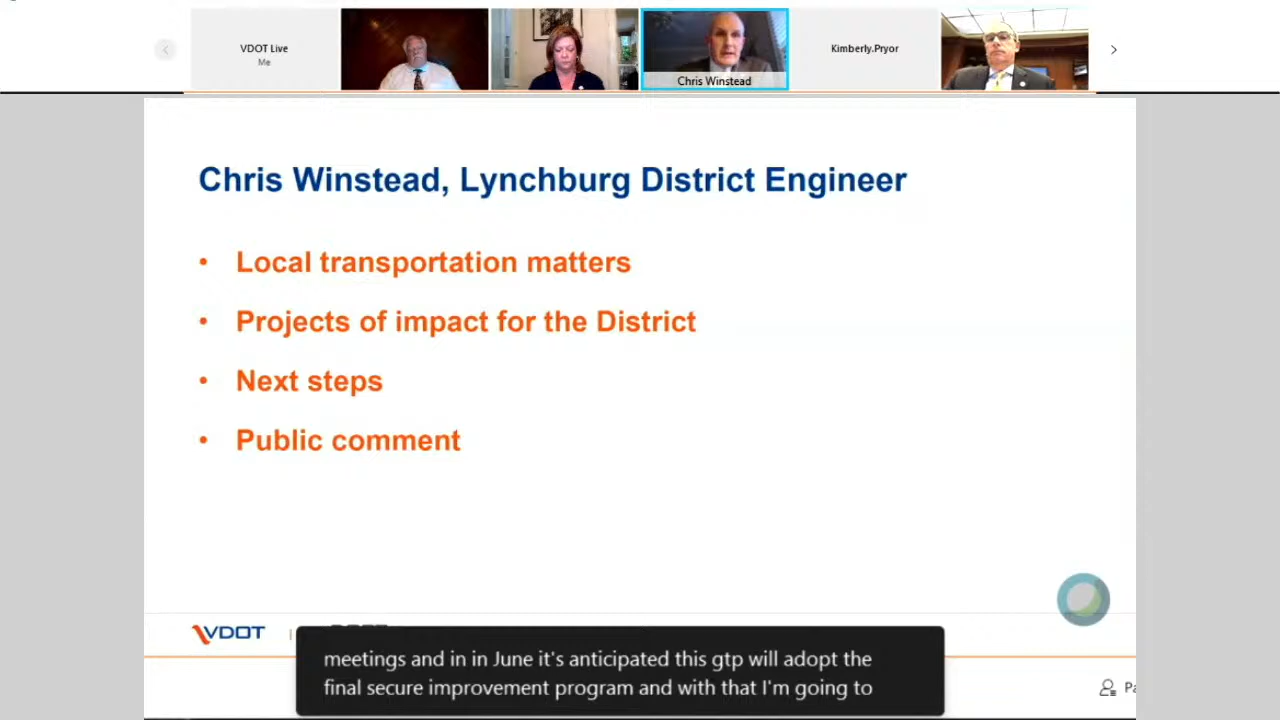 VDOT Live
Me
Chris Winstead
Kimberly.Pryor
Chris Winstead, Lynchburg District Engineer
• Local transportation matters
• Projects of impact for the District
• Next steps
• Public comment
VDOT
meetings and in in June it's anticipated this gtp will adopt the
final secure improvement program and with that I'm going to